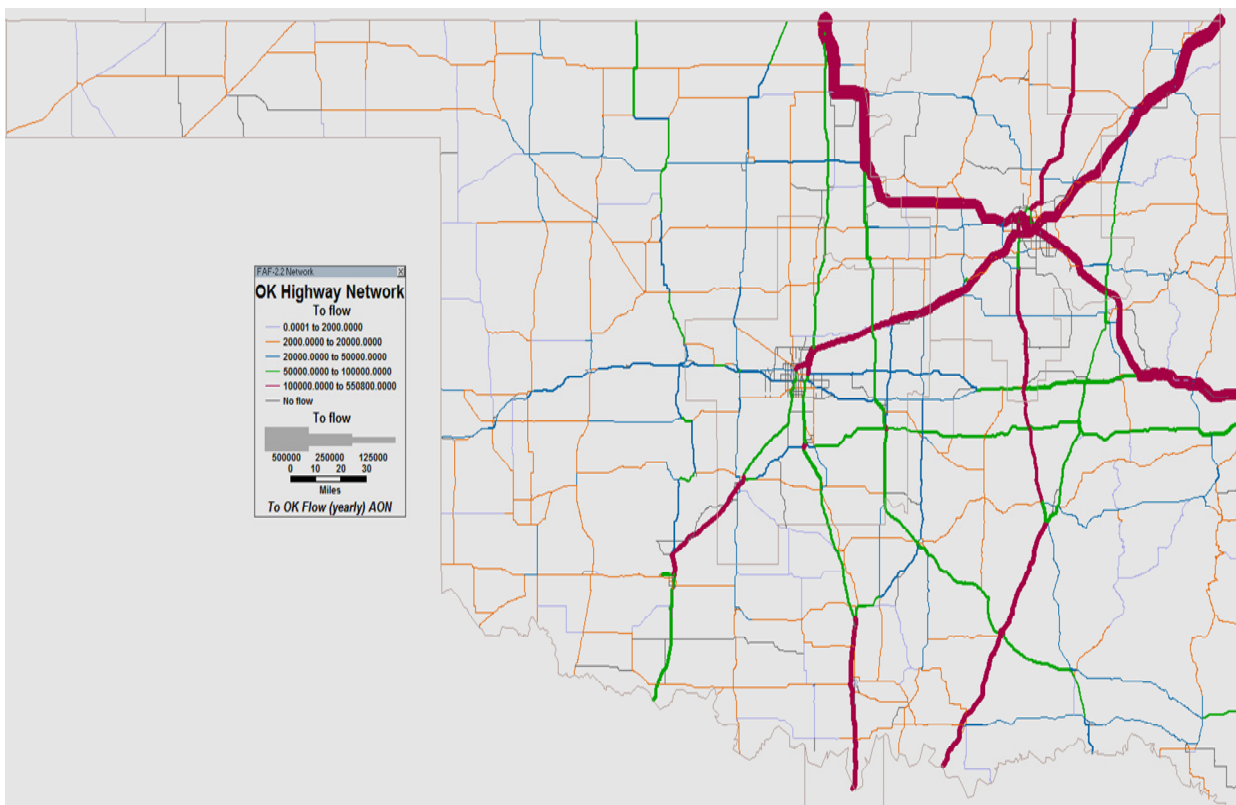 FAF-2.2 Network
OK Highway Network
To flow
0.0001 to 2000.0000
2000.0000 to 20000.0000
20000.0000 to 50000.0000
50000.0000 to 100000.0000
100000.0000 to 550800.0000
No flow
To flow
500000 250000 125000
0 10 20 30
Miles
To OK Flow (yearly) AON